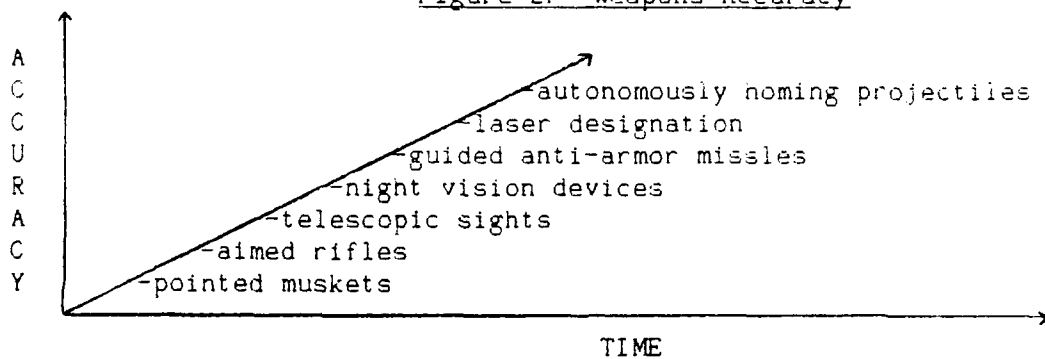 Figure 2. Weapons Accuracy
ACCURACY
autonomously homing projectiles
laser designation
guided anti-armor missles
night vision devices
telescopic sights
aimed rifles
pointed muskets
TIME